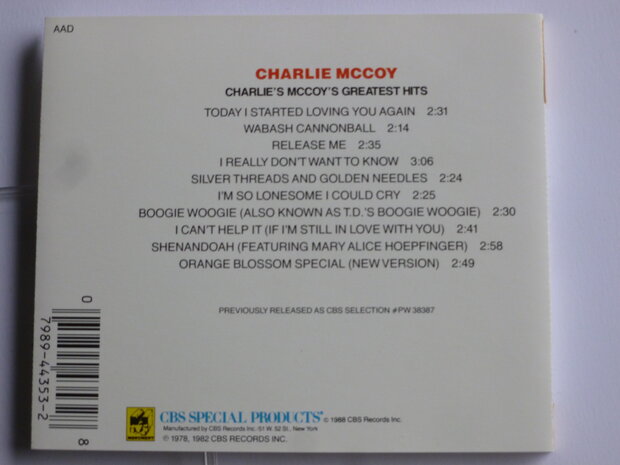 AAD
CHARLIE MCCOY
CHARLIE'S MCCOY'S GREATEST HITS
TODAY I STARTED LOVING YOU AGAIN 2:31
WABASH CANNONBALL 2:14
RELEASE ME 2:35
I REALLY DON'T WANT TO KNOW 3:06
SILVER THREADS AND GOLDEN NEEDLES 2:24
I'M SO LONESOME I COULD CRY 2:25
BOOGIE WOOGIE (ALSO KNOWN AS T.D.'S BOOGIE WOOGIE) 2:30
I CAN'T HELP IT (IF I'M STILL IN LOVE WITH YOU) 2:41
SHENANDOAH (FEATURING MARY ALICE HOEPFINGER) 2:58
ORANGE BLOSSOM SPECIAL (NEW VERSION) 2:49
PREVIOUSLY RELEASED AS CBS SELECTION #PW 38387
0 7989-44353-2 8
MONUMENT
CBS SPECIAL PRODUCTS' © 1988 CBS Records Inc.
Manufactured by CBS Records Inc./51 W. 52 St., New York
℗ 1978, 1982 CBS RECORDS INC.